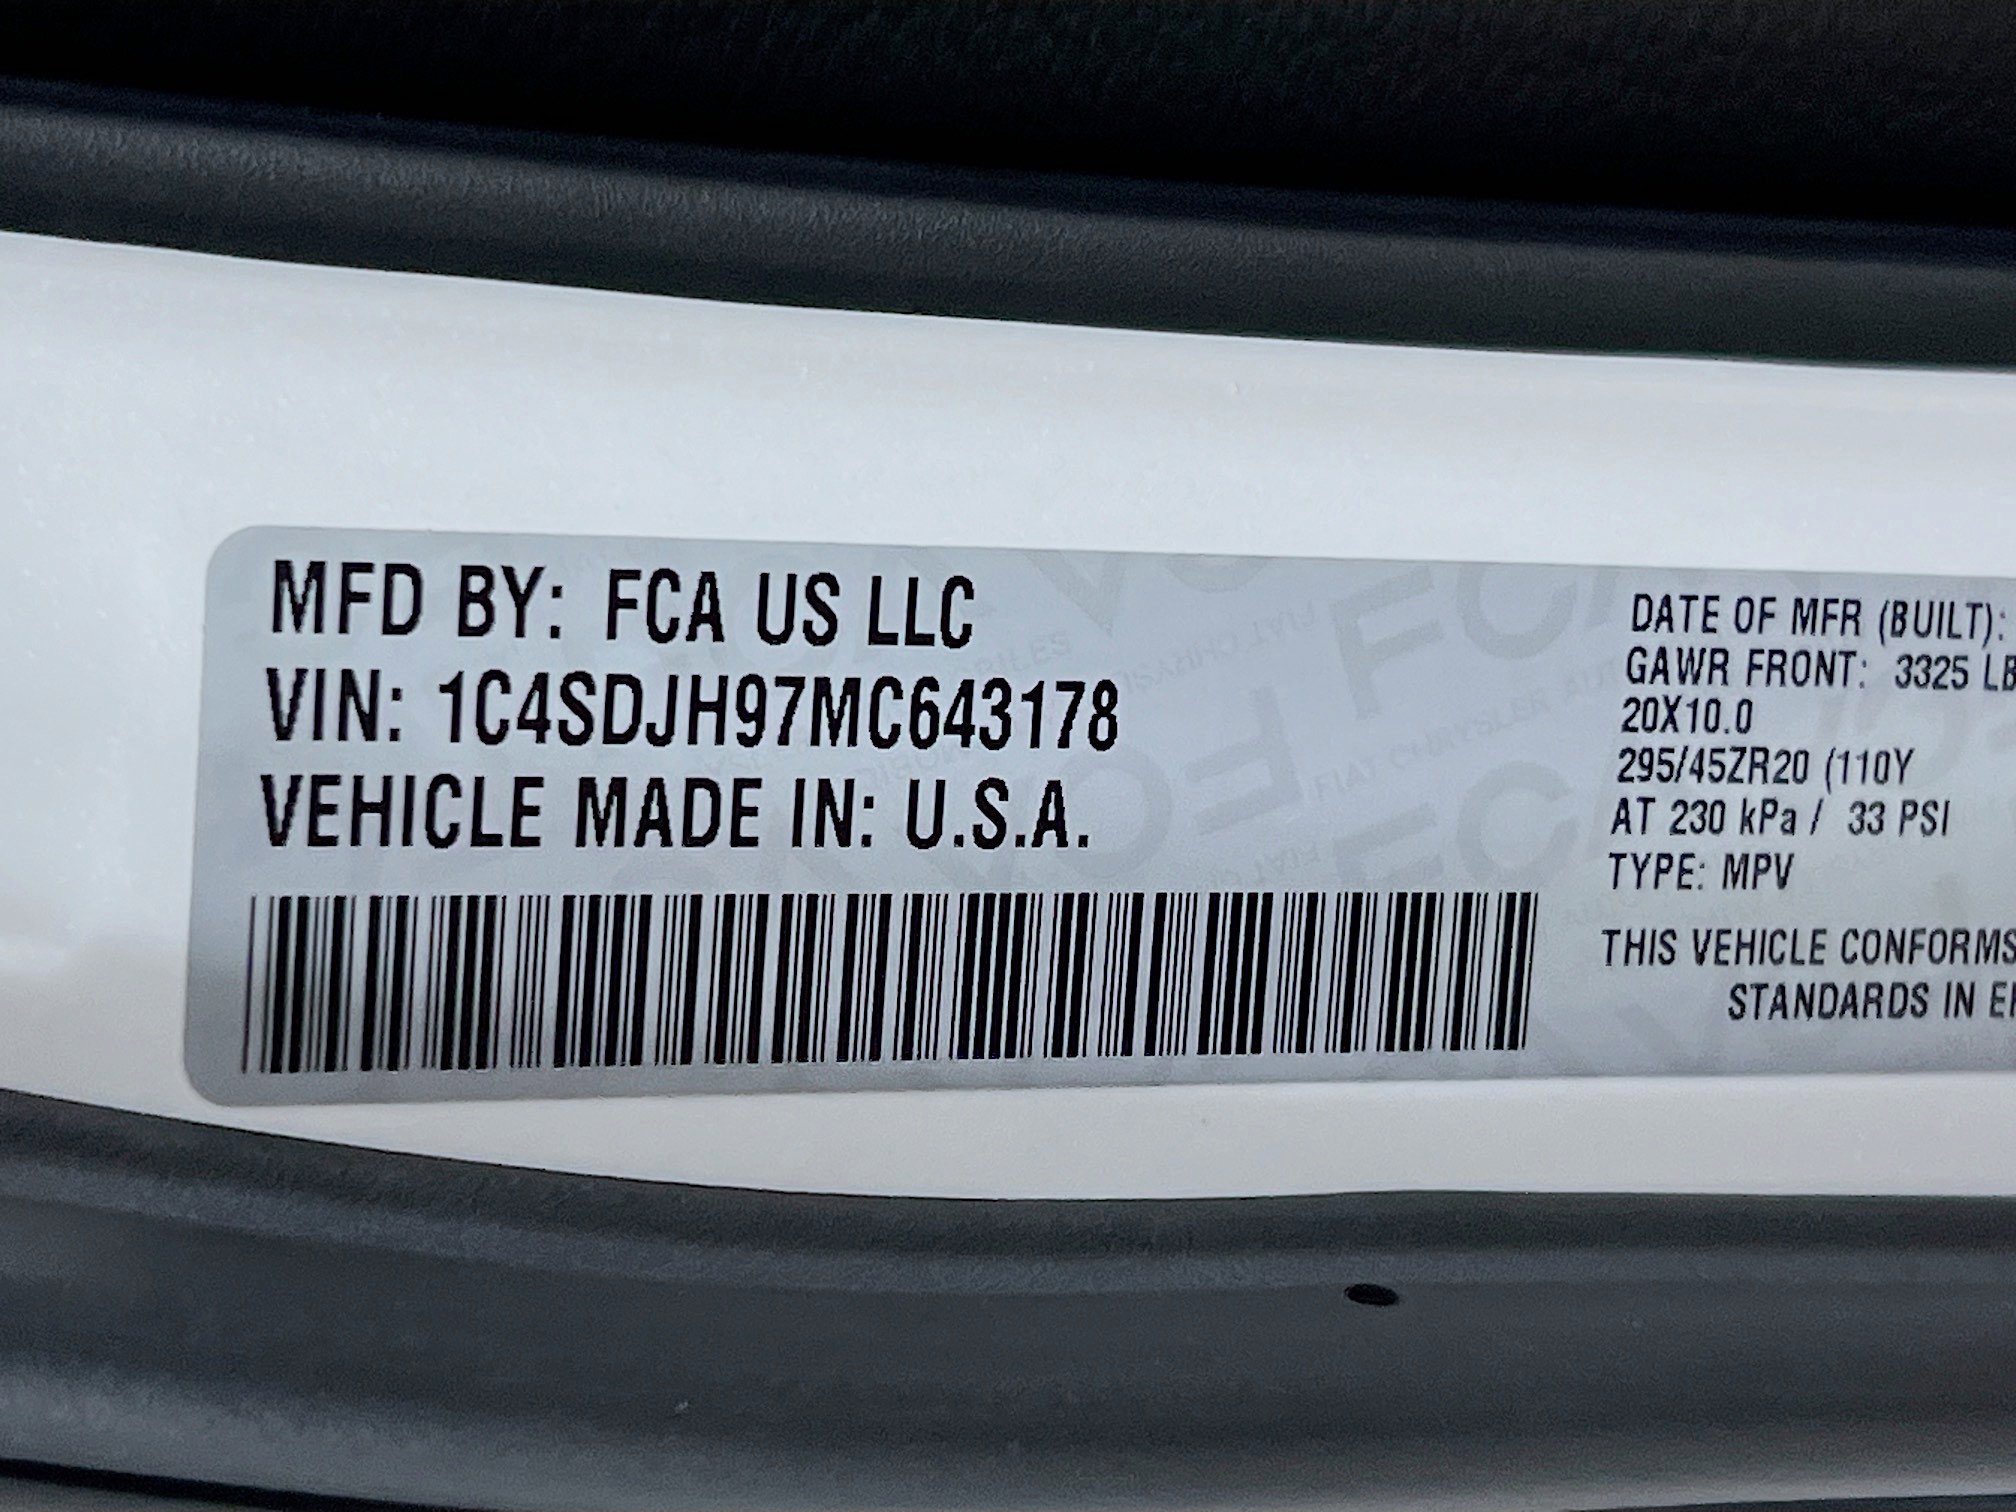 MFD BY: FCA US LLC
VIN: 1C4SDJH97MC643178
VEHICLE MADE IN: U.S.A.
DATE OF MFR (BUILT):
GAWR FRONT: 3325 LB
20X10.0
295/45ZR20 (110Y
AT 230 kPa / 33 PSI
TYPE: MPV
THIS VEHICLE CONFORMS
STANDARDS IN